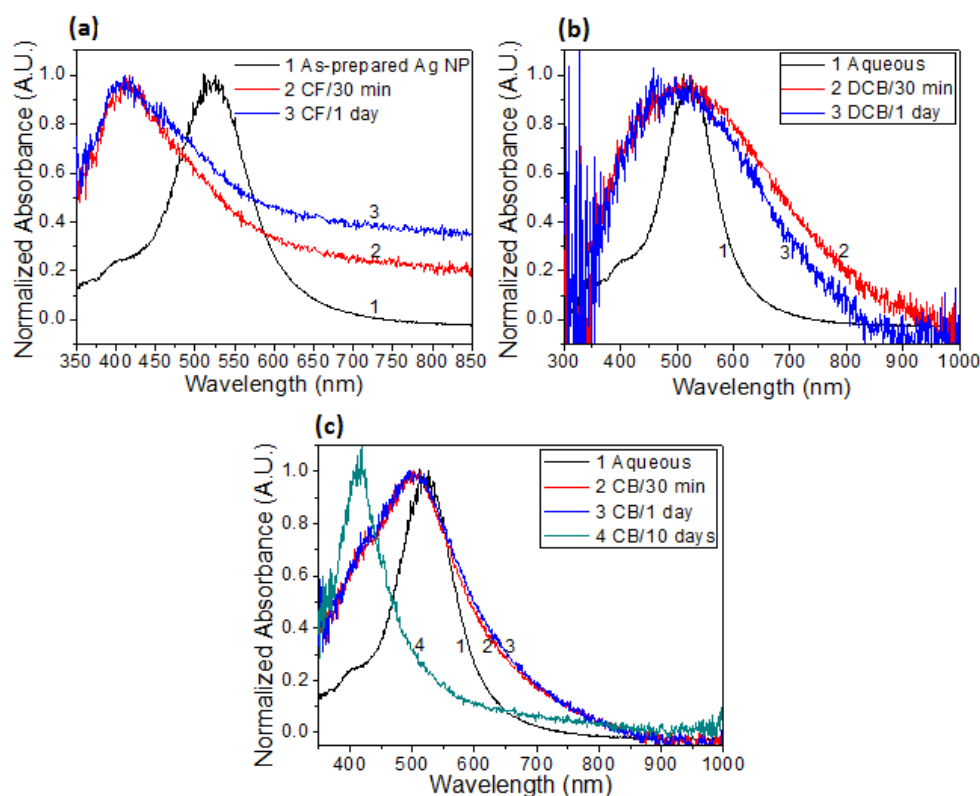 (a)
Normalized Absorbance (A.U.)
1.0
0.8
0.6
0.4
0.2
0.0
1 As-prepared Ag NP
2 CF/30 min
3 CF/1 day
3
2
1
350 400 450 500 550 600 650 700 750 800 850
Wavelength (nm)
(b)
Normalized Absorbance (A.U.)
1.0
0.8
0.6
0.4
0.2
0.0
1 Aqueous
2 DCB/30 min
3 DCB/1 day
1 3 2
300 400 500 600 700 800 900 1000
Wavelength (nm)
(c)
Normalized Absorbance (A.U.)
1.0
0.8
0.6
0.4
0.2
0.0
1 Aqueous
2 CB/30 min
3 CB/1 day
4 CB/10 days
4 1 2 3
400 500 600 700 800 900 1000
Wavelength (nm)